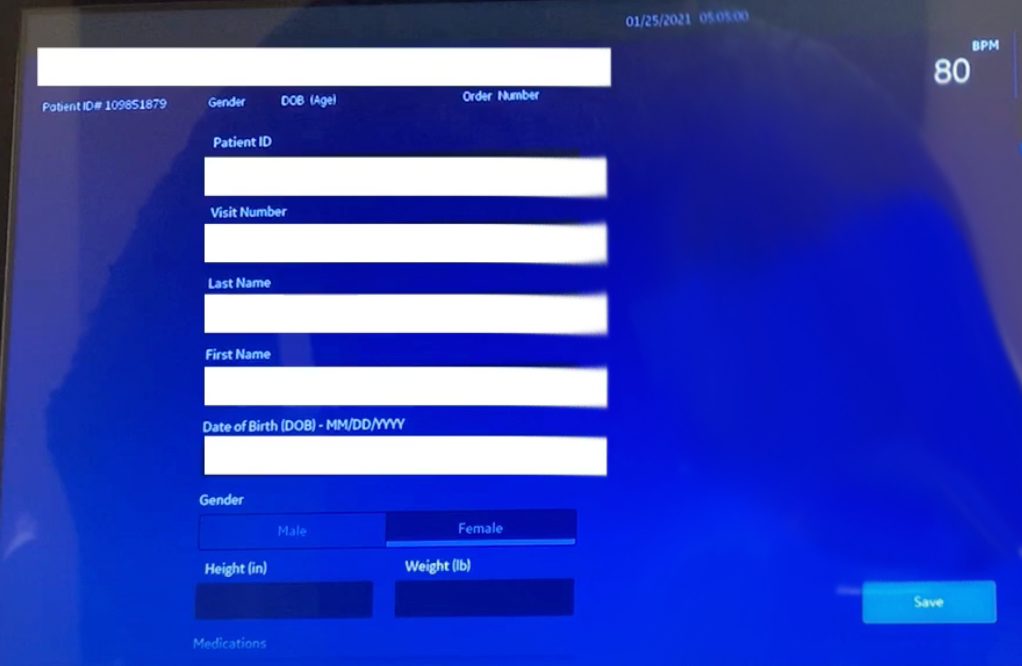 01/25/2021 05:05:00
BPM
80
Patient ID# 109851879 Gender DOB (Age) Order Number
Patient ID
Visit Number
Last Name
First Name
Date of Birth (DOB) - MM/DD/YYYY
Gender
Male Female
Height (in) Weight (lb)
Save
Medications